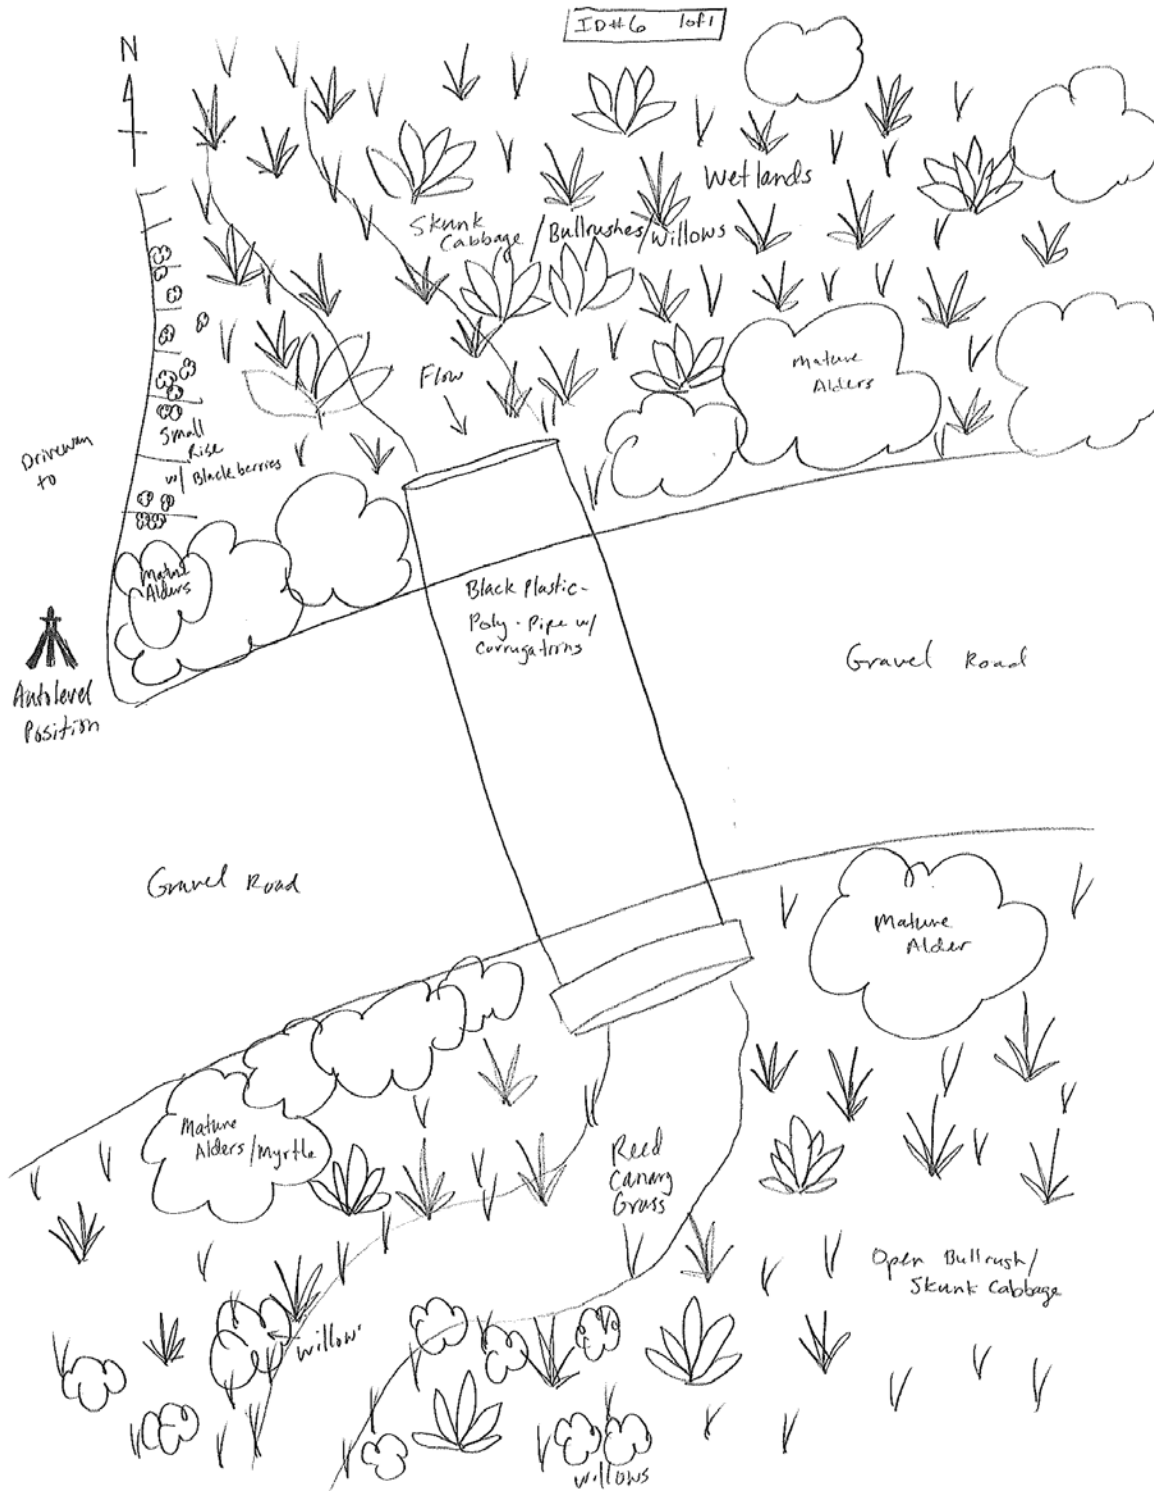 ID#6 1of1
N
Wetlands
Skunk
Cabbage / Bullrushes / Willows
Flow
Mature
Alders
Small
Rise
w/ Blackberries
Driveway
to
Mature
Alders
Black Plastic-
Poly-Pipe w/
Corrugations
Gravel Road
Autolevel
Position
Gravel Road
Mature
Alder
Mature
Alders/Myrtle
Reed
Canary
Grass
Open Bullrush/
Skunk Cabbage
willow
willows